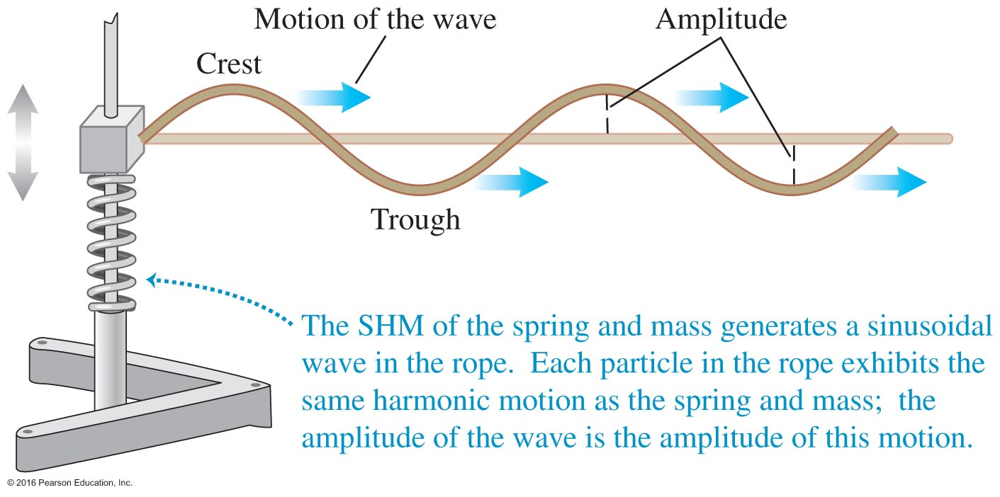 Motion of the wave
Amplitude
Crest
Trough
The SHM of the spring and mass generates a sinusoidal
wave in the rope.  Each particle in the rope exhibits the
same harmonic motion as the spring and mass;  the
amplitude of the wave is the amplitude of this motion.
© 2016 Pearson Education, Inc.